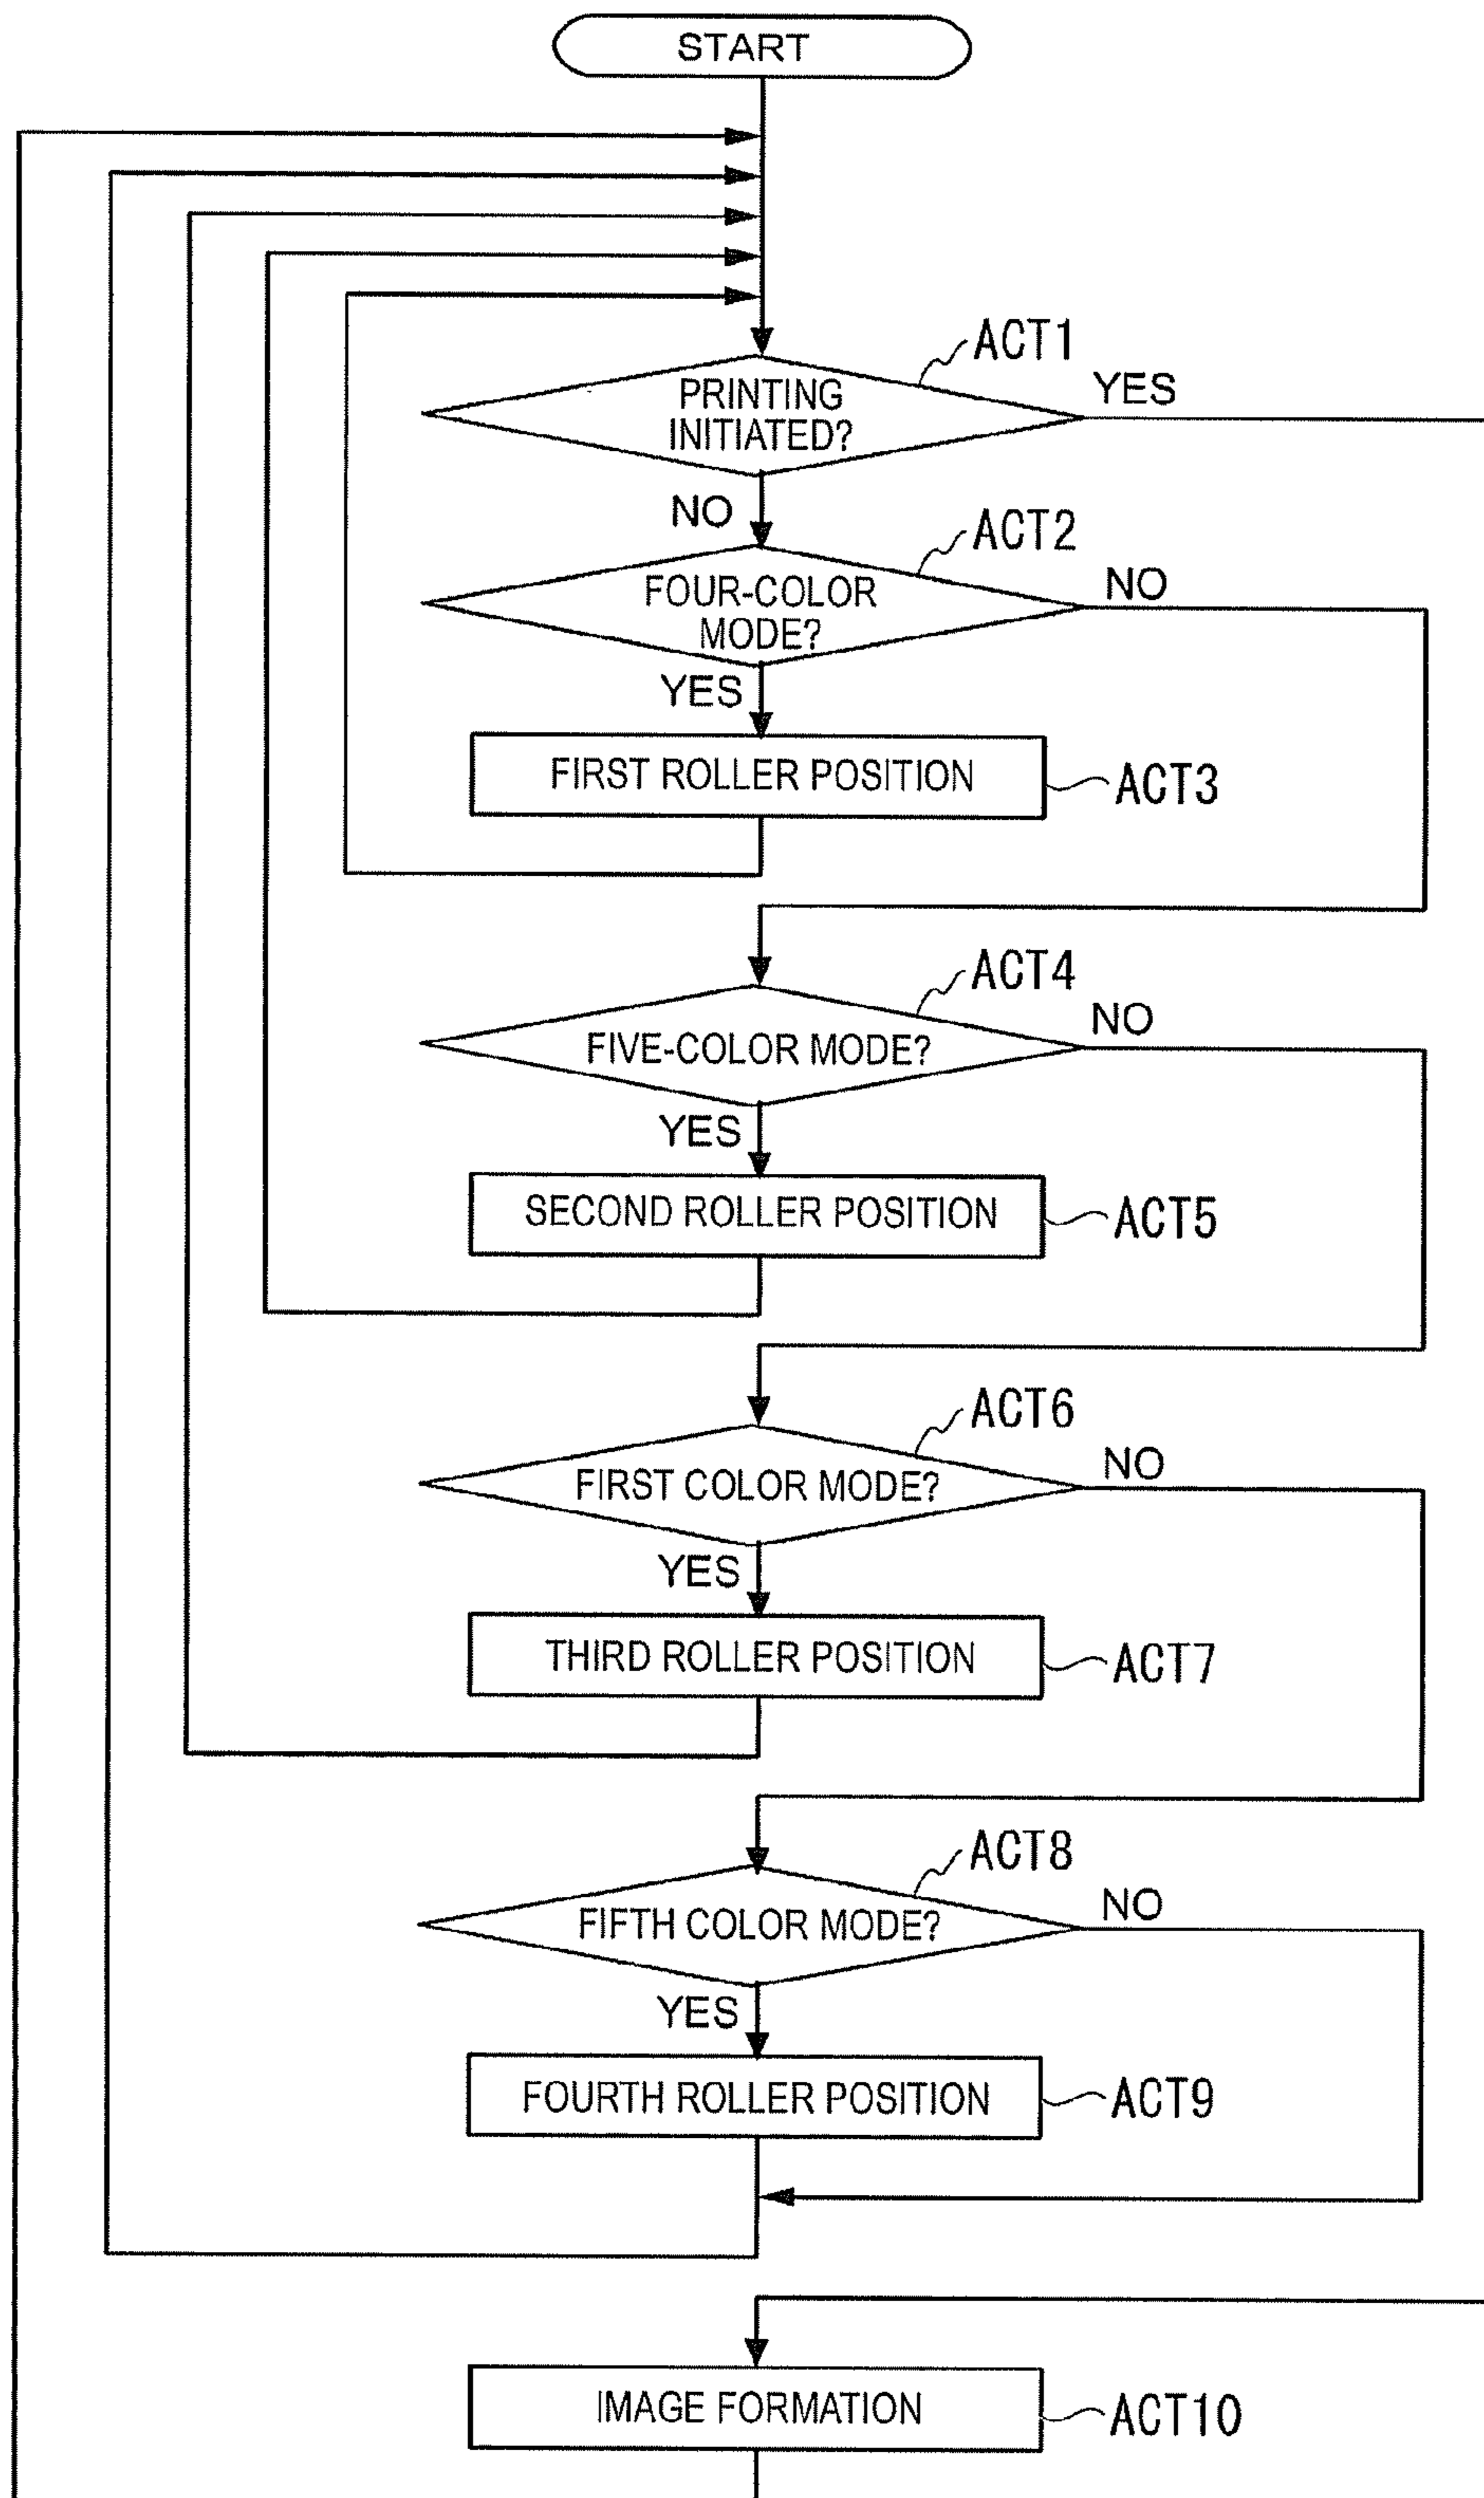 START
ACT1
YES
PRINTING
INITIATED?
NO
ACT2
NO
FOUR-COLOR
MODE?
YES
FIRST ROLLER POSITION
ACT3
ACT4
NO
FIVE-COLOR MODE?
YES
SECOND ROLLER POSITION
ACT5
ACT6
NO
FIRST COLOR MODE?
YES
THIRD ROLLER POSITION
ACT7
ACT8
NO
FIFTH COLOR MODE?
YES
FOURTH ROLLER POSITION
ACT9
IMAGE FORMATION
ACT10